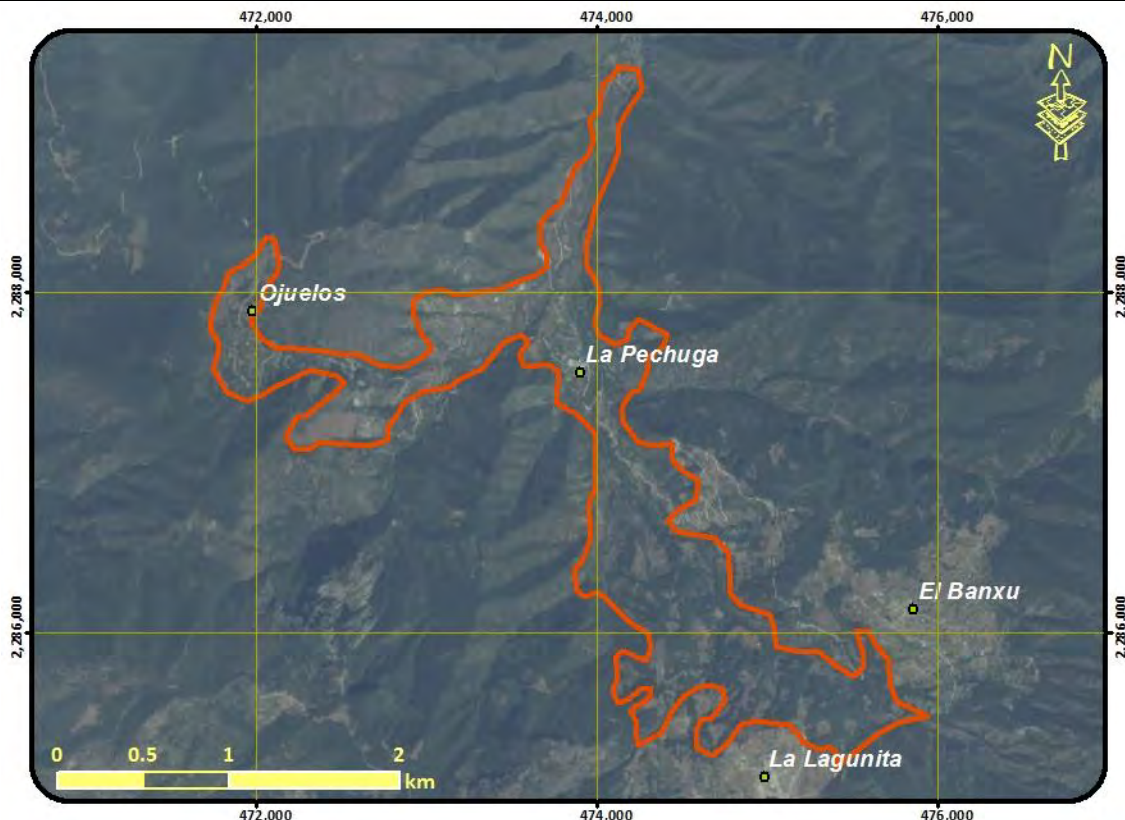 472,000 474,000 476,000
N
2,288,000 2,288,000
Ojuelos
La Pechuga
El Banxu
2,286,000 2,286,000
La Lagunita
0 0.5 1 2
km
472,000 474,000 476,000